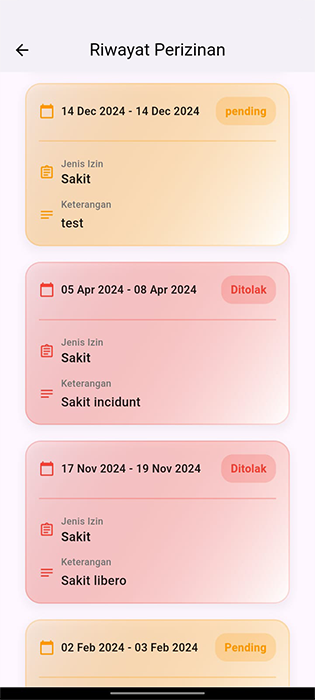 Riwayat Perizinan
14 Dec 2024 - 14 Dec 2024 pending
Jenis Izin
Sakit
Keterangan
test
05 Apr 2024 - 08 Apr 2024 Ditolak
Jenis Izin
Sakit
Keterangan
Sakit incidunt
17 Nov 2024 - 19 Nov 2024 Ditolak
Jenis Izin
Sakit
Keterangan
Sakit libero
02 Feb 2024 - 03 Feb 2024 Pending